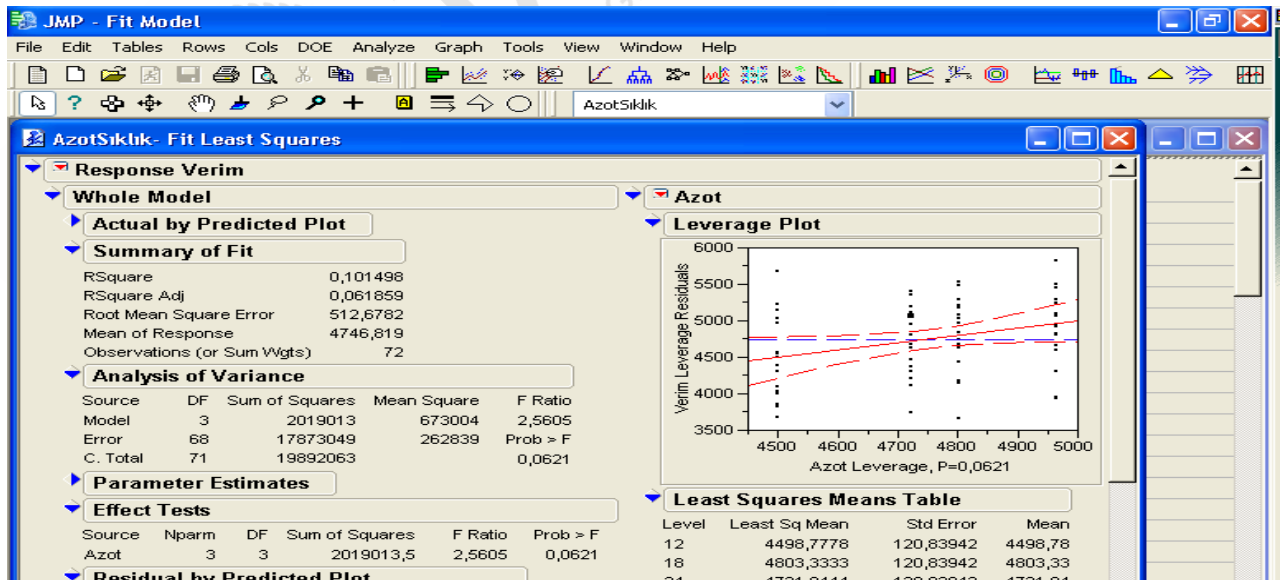 JMP - Fit Model
File Edit Tables Rows Cols DOE Analyze Graph Tools View Window Help
AzotSıklık
AzotSıklık- Fit Least Squares
Response Verim
Whole Model
Actual by Predicted Plot
Summary of Fit
RSquare 0,101498
RSquare Adj 0,061859
Root Mean Square Error 512,6782
Mean of Response 4746,819
Observations (or Sum Wgts) 72
Analysis of Variance
Source DF Sum of Squares Mean Square F Ratio
Model 3 2019013 673004 2,5605
Error 68 17873049 262839 Prob > F
C. Total 71 19892063 0,0621
Parameter Estimates
Effect Tests
Source Nparm DF Sum of Squares F Ratio Prob > F
Azot 3 3 2019013,5 2,5605 0,0621
Residual by Predicted Plot
Azot
Leverage Plot
Verim Leverage Residuals
6000
5500
5000
4500
4000
3500
4500 4600 4700 4800 4900 5000
Azot Leverage, P=0,0621
Least Squares Means Table
Level Least Sq Mean Std Error Mean
12 4498,7778 120,83942 4498,78
18 4803,3333 120,83942 4803,33